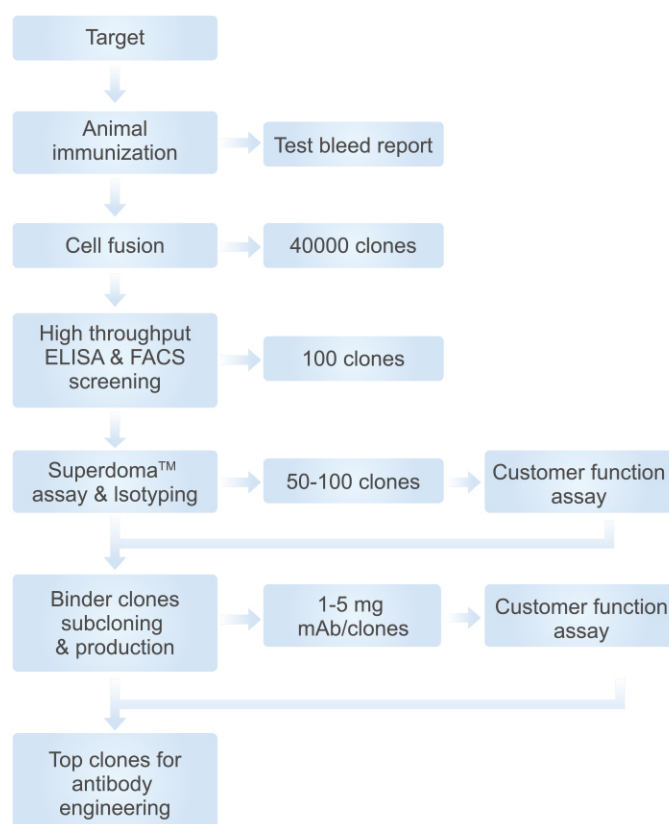 Target
Animal
immunization
Test bleed report
Cell fusion
40000 clones
High throughput
ELISA & FACS
screening
100 clones
Superdoma™
assay & Isotyping
50-100 clones
Customer function
assay
Binder clones
subcloning
& production
1-5 mg
mAb/clones
Customer function
assay
Top clones for
antibody
engineering